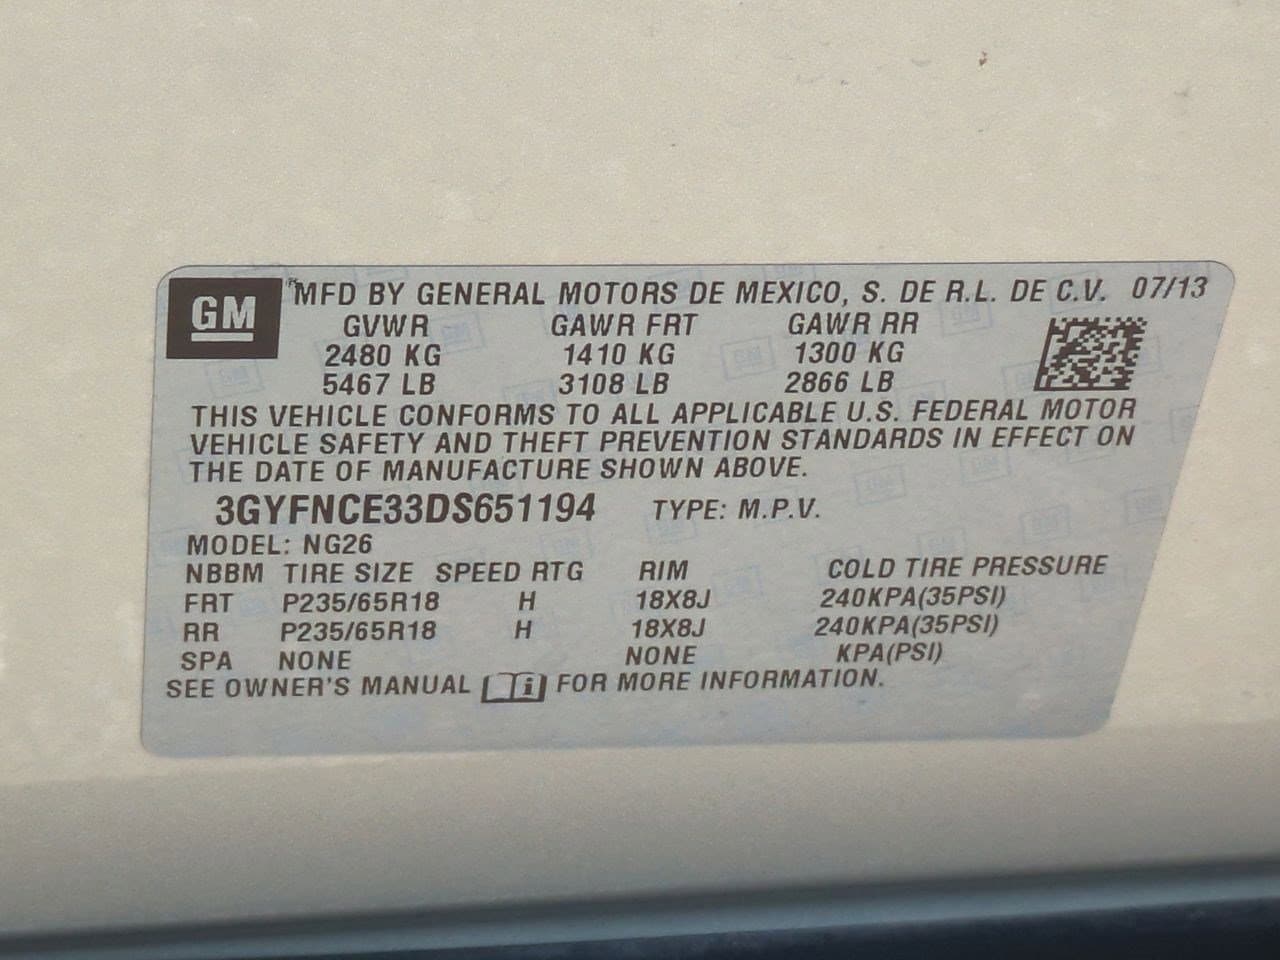 GM MFD BY GENERAL MOTORS DE MEXICO, S. DE R.L. DE C.V. 07/13
GVWR GAWR FRT GAWR RR
2480 KG 1410 KG 1300 KG
5467 LB 3108 LB 2866 LB
THIS VEHICLE CONFORMS TO ALL APPLICABLE U.S. FEDERAL MOTOR
VEHICLE SAFETY AND THEFT PREVENTION STANDARDS IN EFFECT ON
THE DATE OF MANUFACTURE SHOWN ABOVE.
3GYFNCE33DS651194 TYPE: M.P.V.
MODEL: NG26
NBBM TIRE SIZE SPEED RTG RIM COLD TIRE PRESSURE
FRT P235/65R18 H 18X8J 240KPA(35PSI)
RR P235/65R18 H 18X8J 240KPA(35PSI)
SPA NONE NONE KPA(PSI)
SEE OWNER'S MANUAL i FOR MORE INFORMATION.